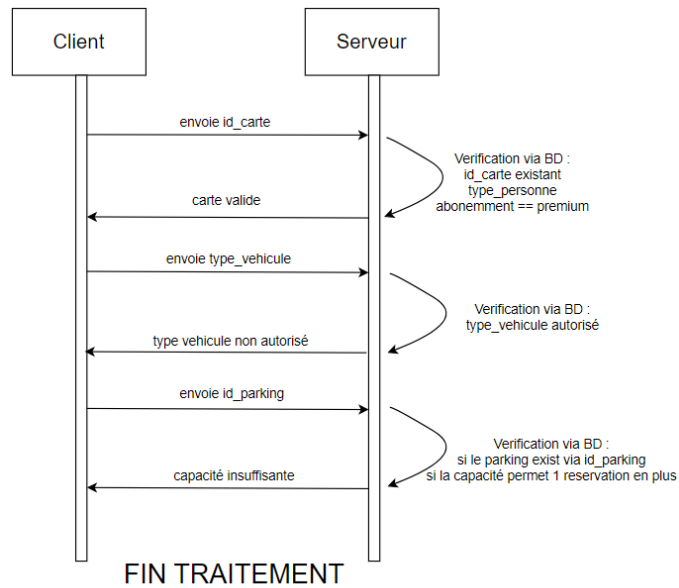 Client
Serveur
envoie id_carte
Verification via BD :
id_carte existant
type_personne
abonemment == premium
carte valide
envoie type_vehicule
Verification via BD :
type_vehicule autorisé
type vehicule non autorisé
envoie id_parking
Verification via BD :
si le parking exist via id_parking
si la capacité permet 1 reservation en plus
capacité insuffisante
FIN TRAITEMENT